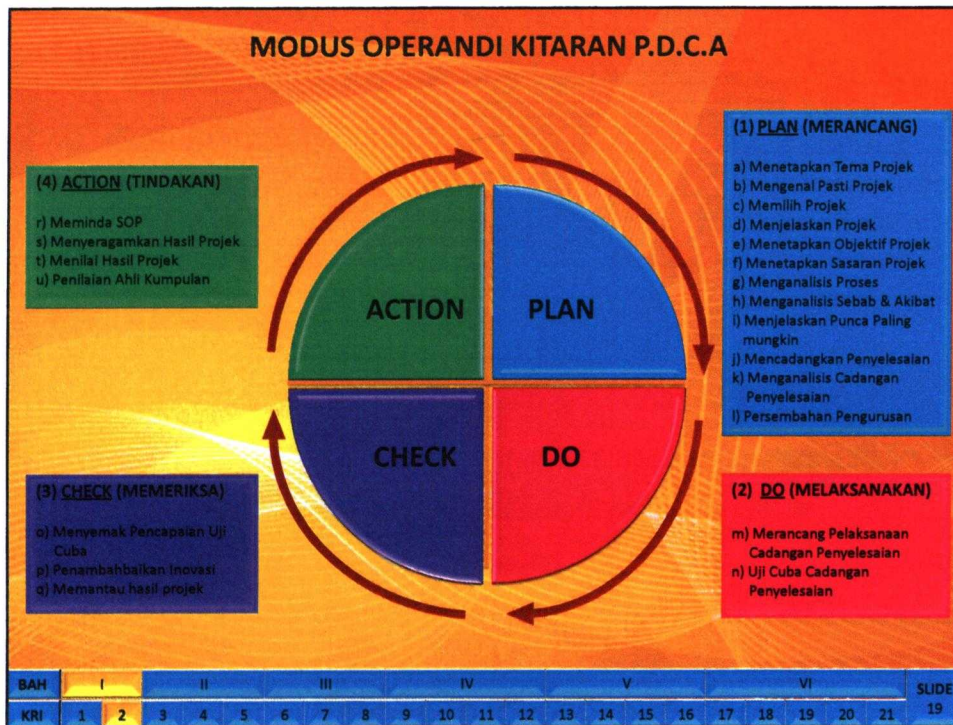 MODUS OPERANDI KITARAN P.D.C.A
(1) PLAN (MERANCANG)
a) Menetapkan Tema Projek
b) Mengenal Pasti Projek
c) Memilih Projek
d) Menjelaskan Projek
e) Menetapkan Objektif Projek
f) Menetapkan Sasaran Projek
g) Menganalisis Proses
h) Menganalisis Sebab & Akibat
i) Menjelaskan Punca Paling
mungkin
j) Mencadangkan Penyelesaian
k) Menganalisis Cadangan
Penyelesaian
l) Persembahan Pengurusan
(4) ACTION (TINDAKAN)
r) Meminda SOP
s) Menyeragamkan Hasil Projek
t) Menilai Hasil Projek
u) Penilaian Ahli Kumpulan
ACTION
PLAN
CHECK
DO
(3) CHECK (MEMERIKSA)
o) Menyemak Pencapaian Uji
Cuba
p) Penambahbaikan Inovasi
q) Memantau hasil projek
(2) DO (MELAKSANAKAN)
m) Merancang Pelaksanaan
Cadangan Penyelesaian
n) Uji Cuba Cadangan
Penyelesaian
BAH I II III IV V VI SLIDE
KRI 1 2 3 4 5 6 7 8 9 10 11 12 13 14 15 16 17 18 19 20 21 19